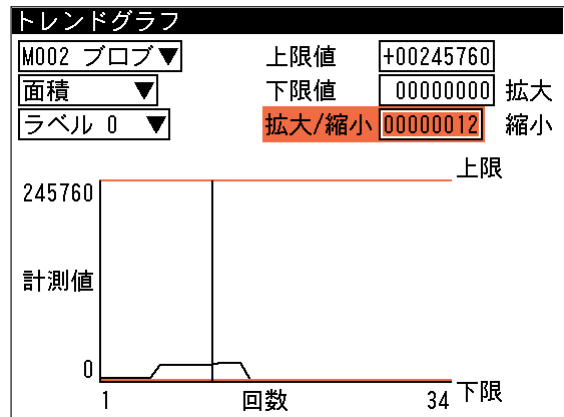 トレンドグラフ
M002 ブロブ▼ 上限値 +00245760
面積 ▼ 下限値 00000000 拡大
ラベル 0 ▼ 拡大/縮小 00000012 縮小
上限
245760
計測値
0
下限
1 回数 34